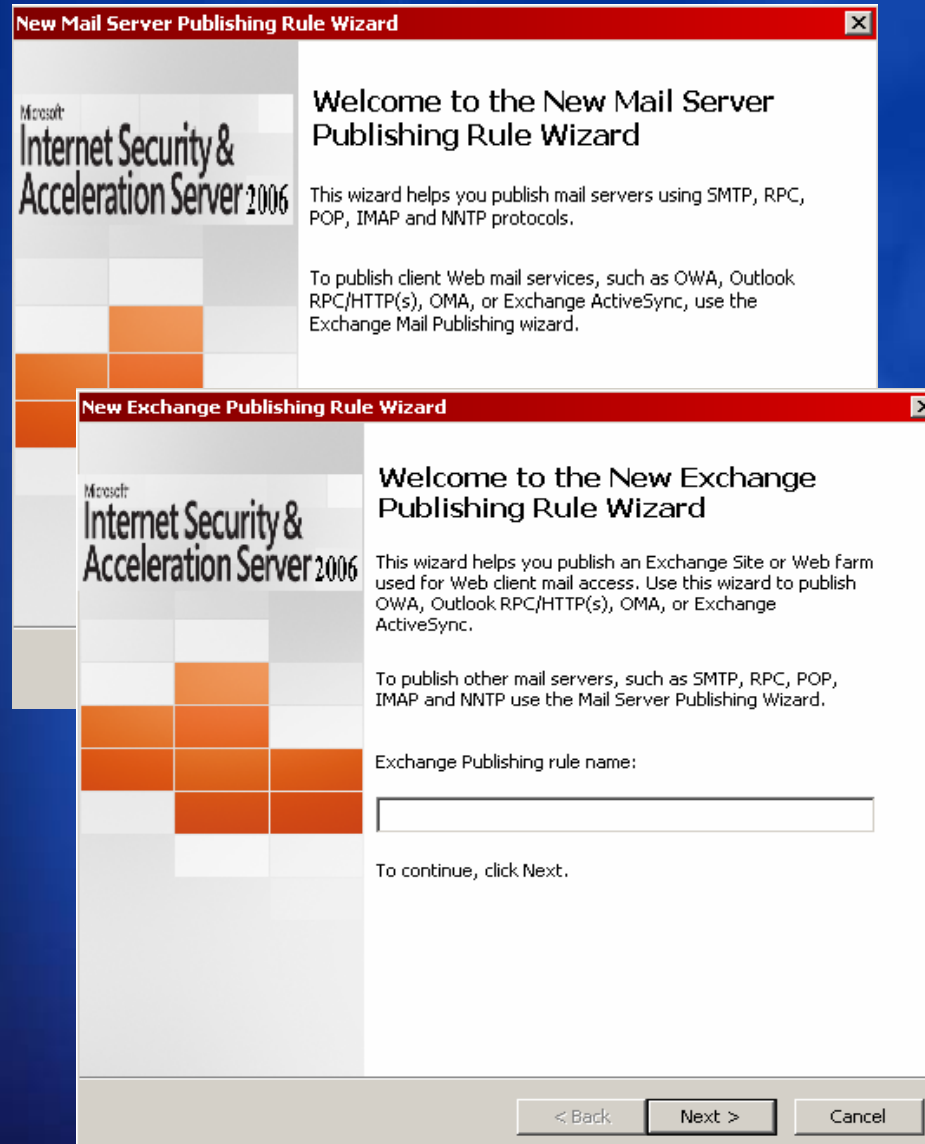 New Mail Server Publishing Rule Wizard
Microsoft
Internet Security &
Acceleration Server 2006
Welcome to the New Mail Server
Publishing Rule Wizard
This wizard helps you publish mail servers using SMTP, RPC,
POP, IMAP and NNTP protocols.
To publish client Web mail services, such as OWA, Outlook
RPC/HTTP(s), OMA, or Exchange ActiveSync, use the
Exchange Mail Publishing wizard.
New Exchange Publishing Rule Wizard
Microsoft
Internet Security &
Acceleration Server 2006
Welcome to the New Exchange
Publishing Rule Wizard
This wizard helps you publish an Exchange Site or Web farm
used for Web client mail access. Use this wizard to publish
OWA, Outlook RPC/HTTP(s), OMA, or Exchange
ActiveSync.
To publish other mail servers, such as SMTP, RPC, POP,
IMAP and NNTP use the Mail Server Publishing Wizard.
Exchange Publishing rule name:
To continue, click Next.
< Back
Next >
Cancel